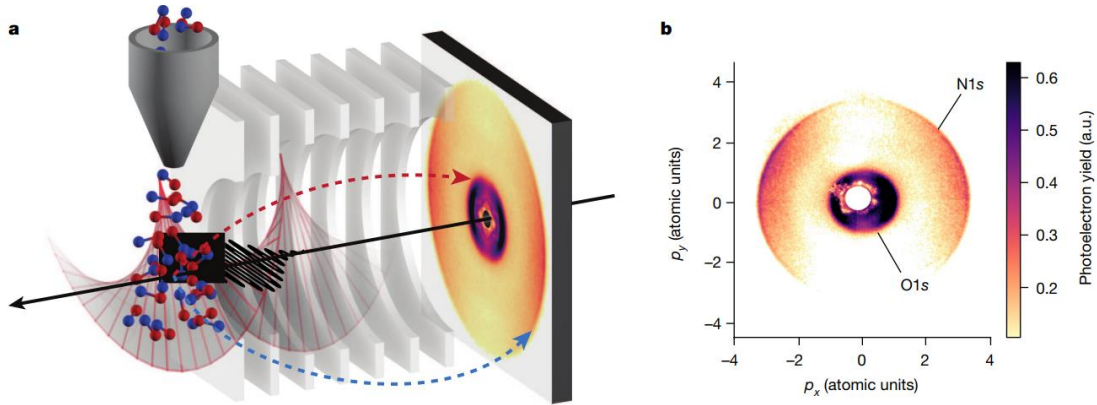 a
b
4
2
0
−2
−4
p_y (atomic units)
−4
−2
0
2
4
p_x (atomic units)
N1s
O1s
0.6
0.5
0.4
0.3
0.2
Photoelectron yield (a.u.)